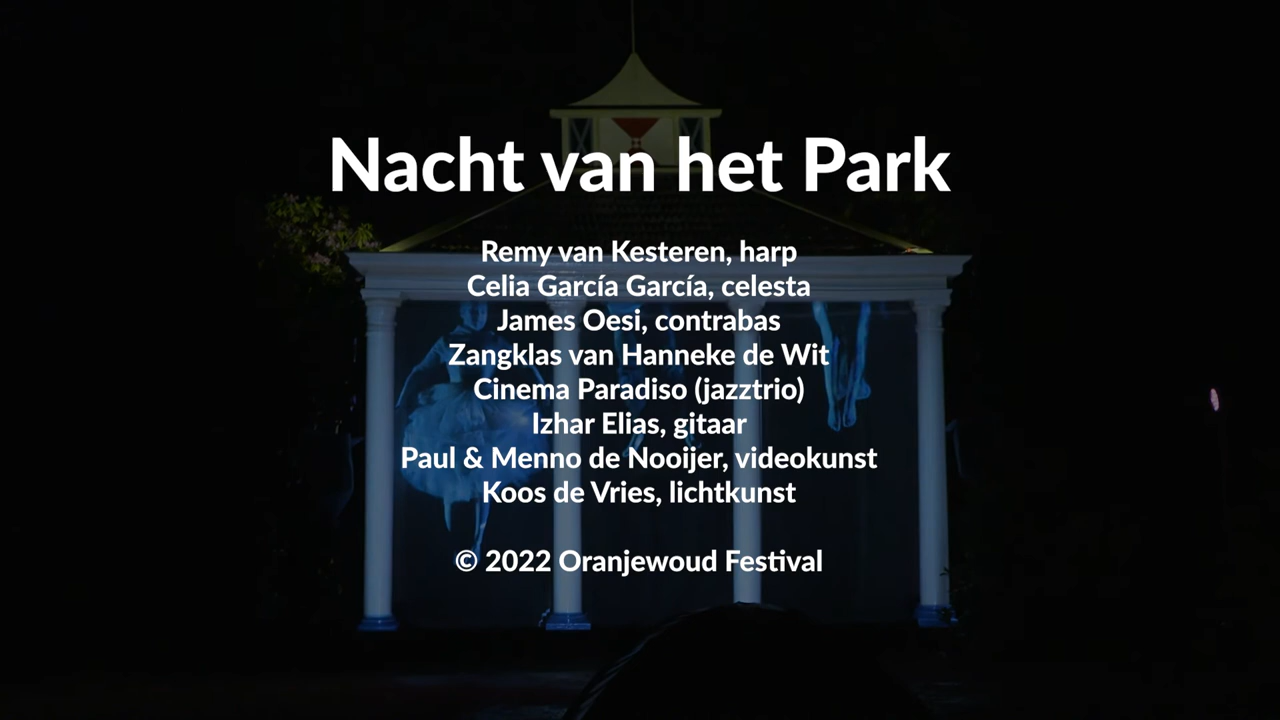 Nacht van het Park
Remy van Kesteren, harp
Celia García García, celesta
James Oesi, contrabas
Zangklas van Hanneke de Wit
Cinema Paradiso (jazztrio)
Izhar Elias, gitaar
Paul & Menno de Nooijer, videokunst
Koos de Vries, lichtkunst
© 2022 Oranjewoud Festival